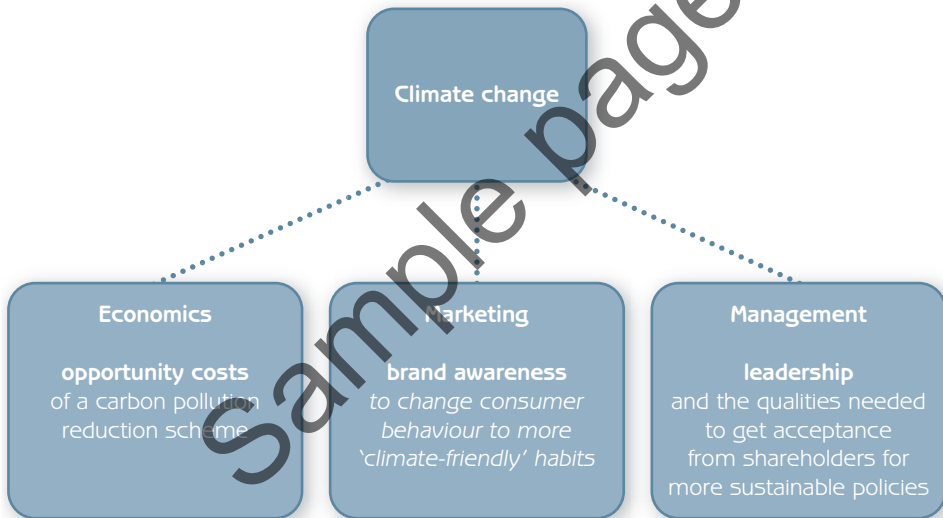 Climate change
Economics
opportunity costs
of a carbon pollution
reduction scheme
Marketing
brand awareness
to change consumer
behaviour to more
‘climate-friendly’ habits
Management
leadership
and the qualities needed
to get acceptance
from shareholders for
more sustainable policies
Sample page